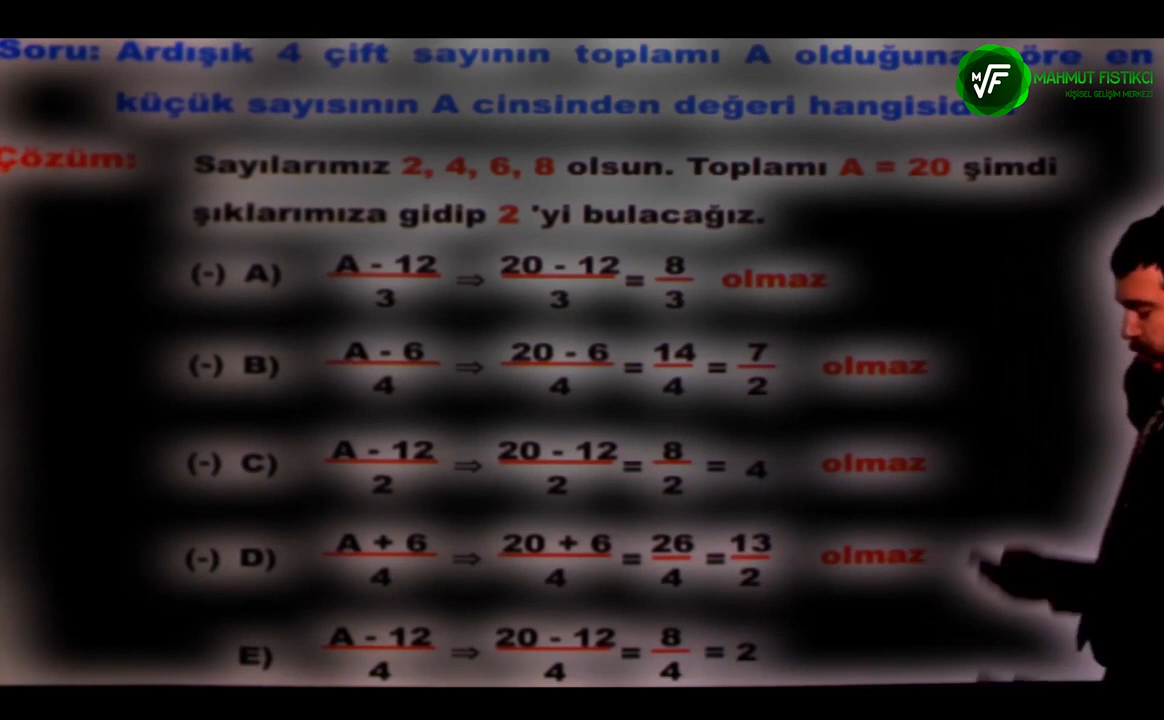 Soru: Ardışık 4 çift sayının toplamı A olduğuna öre en
küçük sayısının A cinsinden değeri
MAHMUT FISTIKCI
KİŞİSEL GELİŞİM MERKEZİ
Çözüm: Sayılarımız 2, 4, 6, 8 olsun. Toplamı A = 20 şimdi
şıklarımıza gidip 2 'yi bulacağız.
(-) A) A - 12 / 3 ⇒ 20 - 12 / 3 = 8 / 3 olmaz
(-) B) A - 6 / 4 ⇒ 20 - 6 / 4 = 14 / 4 = 7 / 2 olmaz
(-) C) A - 12 / 2 ⇒ 20 - 12 / 2 = 8 / 2 = 4 olmaz
(-) D) A + 6 / 4 ⇒ 20 + 6 / 4 = 26 / 4 = 13 / 2 olmaz
E) A - 12 / 4 ⇒ 20 - 12 / 4 = 8 / 4 = 2